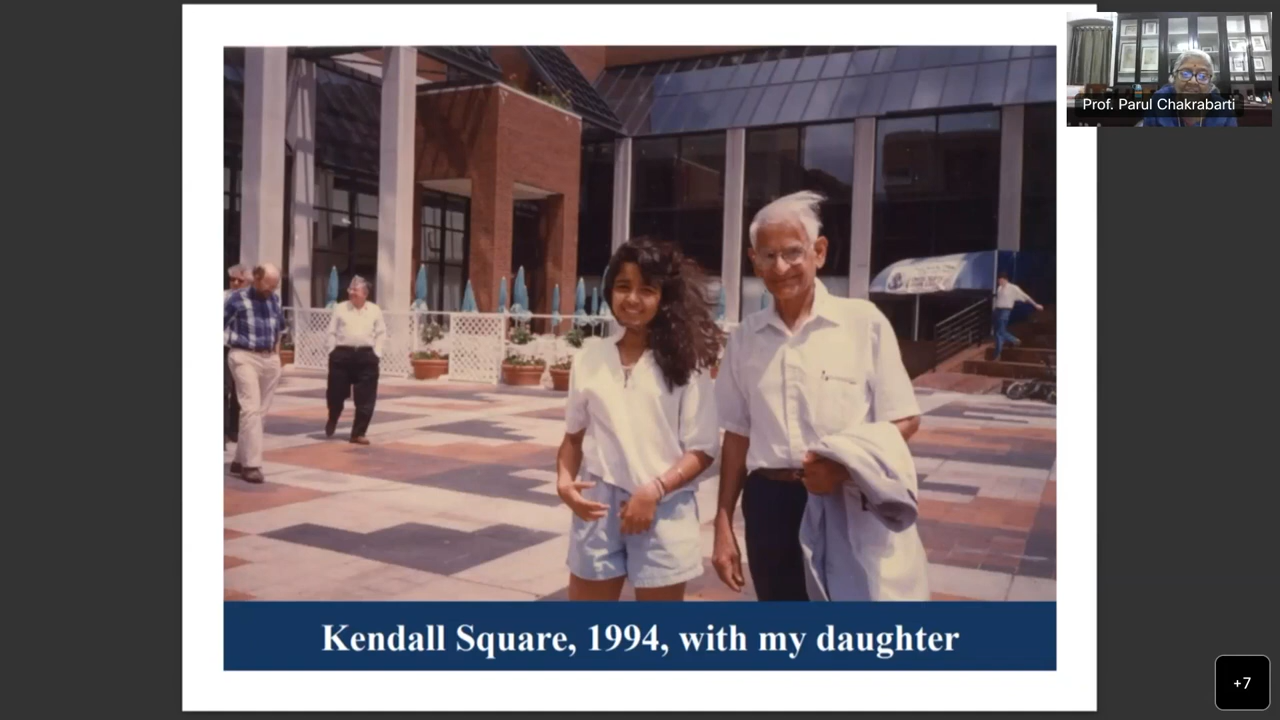 Prof. Parul Chakrabarti
Kendall Square, 1994, with my daughter
+7